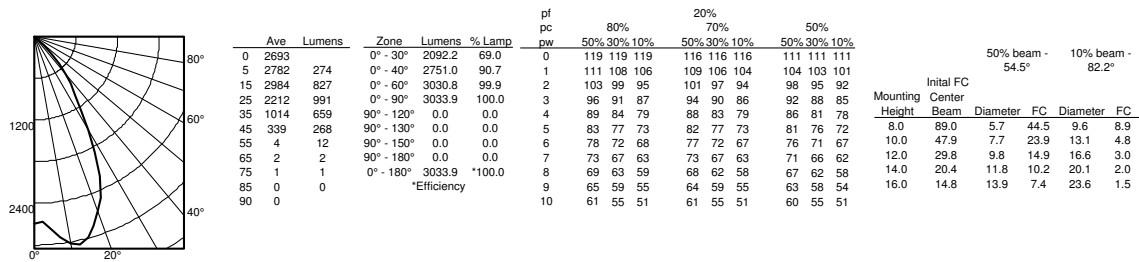 80°
60°
40°
20°
0°
1200
2400
Ave Lumens
0 2693
5 2782 274
15 2984 827
25 2212 991
35 1014 659
45 339 268
55 4 12
65 2 2
75 1 1
85 0 0
90 0
Zone Lumens % Lamp
0° - 30° 2092.2 69.0
0° - 40° 2751.0 90.7
0° - 60° 3030.8 99.9
0° - 90° 3033.9 100.0
90° - 120° 0.0 0.0
90° - 130° 0.0 0.0
90° - 150° 0.0 0.0
90° - 180° 0.0 0.0
0° - 180° 3033.9 *100.0
*Efficiency
pf 20%
pc 80% 70% 50%
pw 50% 30% 10% 50% 30% 10% 50% 30% 10%
0 119 119 119 116 116 116 111 111 111
1 111 108 106 109 106 104 104 103 101
2 103 99 95 101 97 94 98 95 92
3 96 91 87 94 90 86 92 88 85
4 89 84 79 88 83 79 86 81 78
5 83 77 73 82 77 73 81 76 72
6 78 72 68 77 72 67 76 71 67
7 73 67 63 73 67 63 71 66 62
8 69 63 59 68 62 58 67 62 58
9 65 59 55 64 59 55 63 58 54
10 61 55 51 61 55 51 60 55 51
50% beam - 10% beam -
54.5° 82.2°
Inital FC
Mounting Center
Height Beam Diameter FC Diameter FC
8.0 89.0 5.7 44.5 9.6 8.9
10.0 47.9 7.7 23.9 13.1 4.8
12.0 29.8 9.8 14.9 16.6 3.0
14.0 20.4 11.8 10.2 20.1 2.0
16.0 14.8 13.9 7.4 23.6 1.5